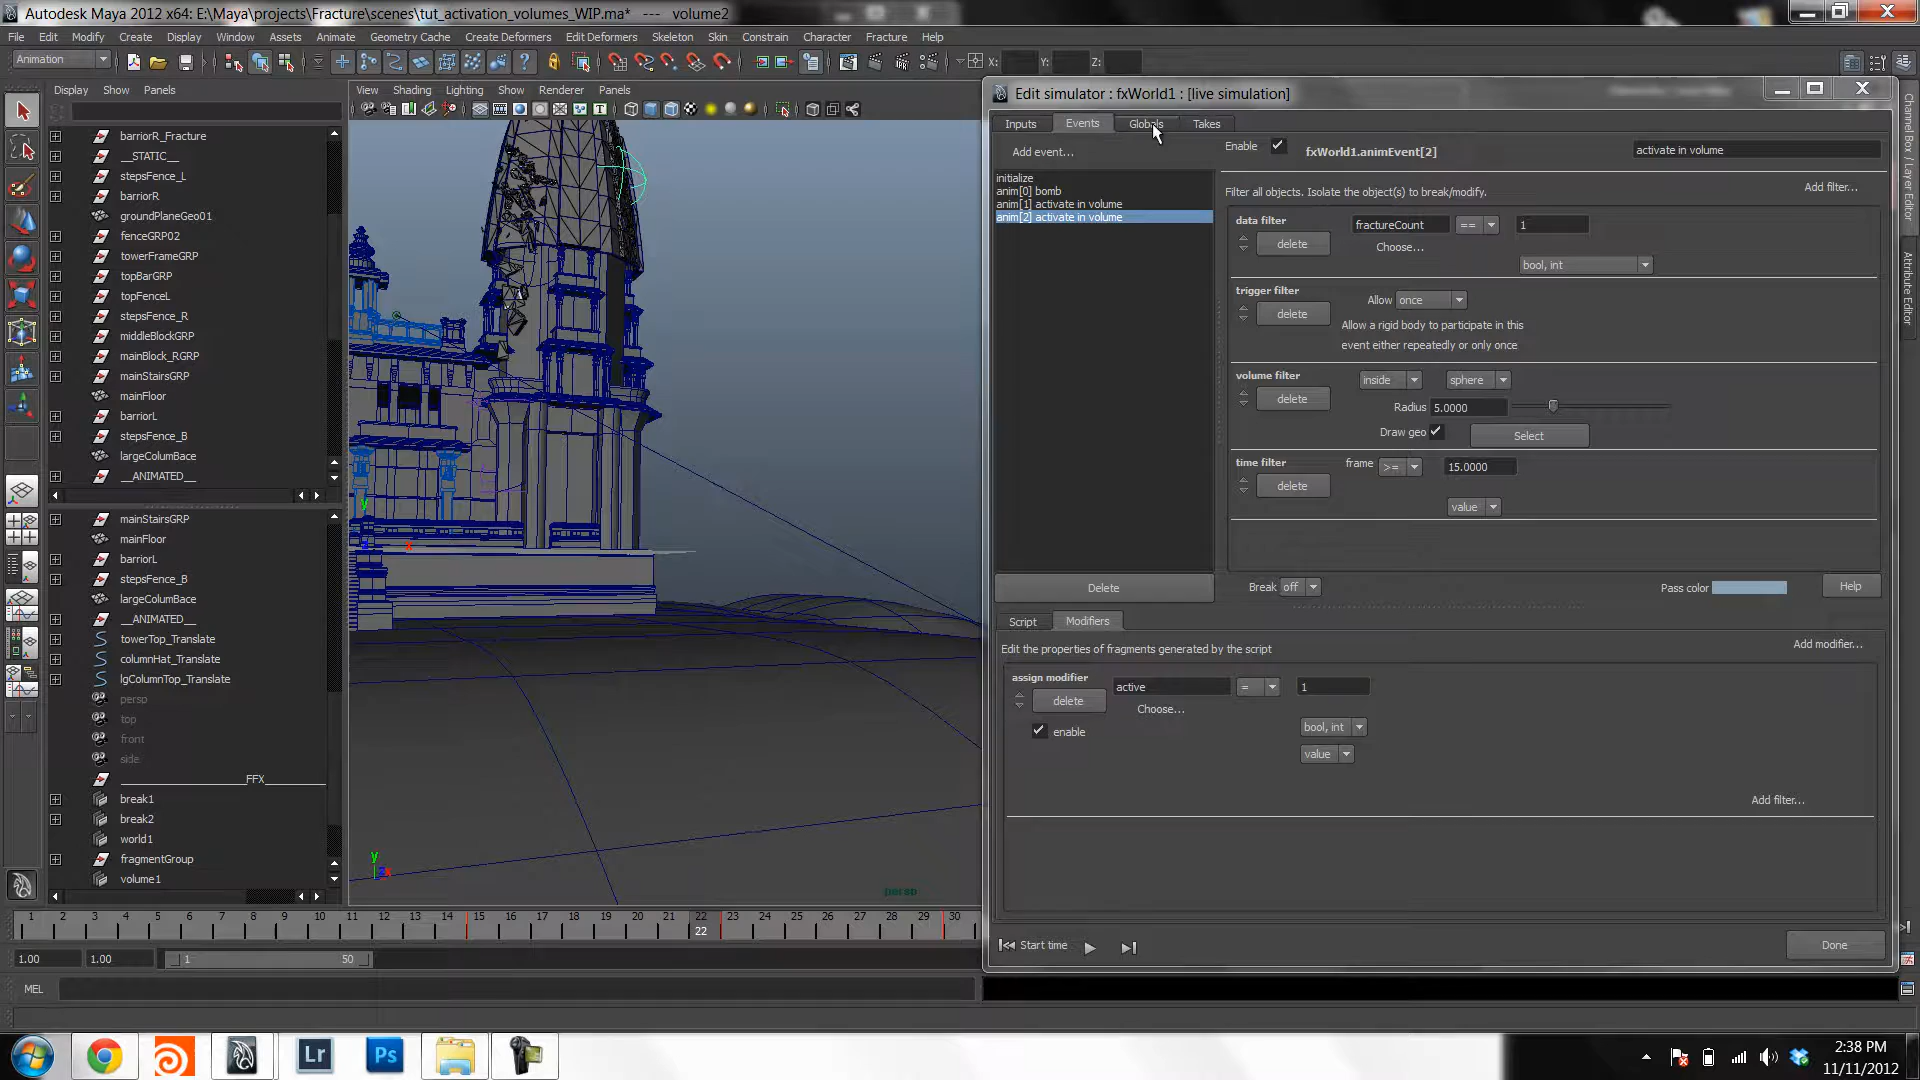 Autodesk Maya 2012 x64: E:\Maya\projects\Fracture\scenes\tut_activation_volumes_WIP.ma*   ---   volume2
File Edit Modify Create Display Window Assets Animate Geometry Cache Create Deformers Edit Deformers Skeleton Skin Constrain Character Fracture Help
Animation X: Y: Z:
Display Show Panels
barriorR_Fracture
__STATIC__
stepsFence_L
barriorR
groundPlaneGeo01
fenceGRP02
towerFrameGRP
topBarGRP
topFenceL
stepsFence_R
middleBlockGRP
mainBlock_RGRP
mainStairsGRP
mainFloor
barriorL
stepsFence_B
largeColumBace
__ANIMATED__
mainStairsGRP
mainFloor
barriorL
stepsFence_B
largeColumBace
__ANIMATED__
towerTop_Translate
columnHat_Translate
lgColumnTop_Translate
persp
top
front
side
FFX
break1
break2
world1
fragmentGroup
volume1
View Shading Lighting Show Renderer Panels
y
x
y
x
persp
Edit simulator : fxWorld1 : [live simulation]
Inputs Events Globals Takes
Add event...
initialize
anim[0] bomb
anim[1] activate in volume
anim[2] activate in volume
Delete
Enable fxWorld1.animEvent[2] activate in volume
Filter all objects. Isolate the object(s) to break/modify. Add filter...
data filter fractureCount == 1
delete Choose...
bool, int
trigger filter Allow once
delete
Allow a rigid body to participate in this
event either repeatedly or only once
volume filter inside sphere
delete Radius 5.0000
Draw geo Select
time filter frame >= 15.0000
delete
value
Break off Pass color Help
Script Modifiers
Edit the properties of fragments generated by the script Add modifier...
assign modifier active = 1
delete Choose...
enable bool, int
value
Add filter...
Start time Done
Channel Box / Layer Editor
Attribute Editor
1 2 3 4 5 6 7 8 9 10 11 12 13 14 15 16 17 18 19 20 21 22 23 24 25 26 27 28 29 30
22
1.00 1.00 1 50
MEL
Lr Ps
2:38 PM
11/11/2012